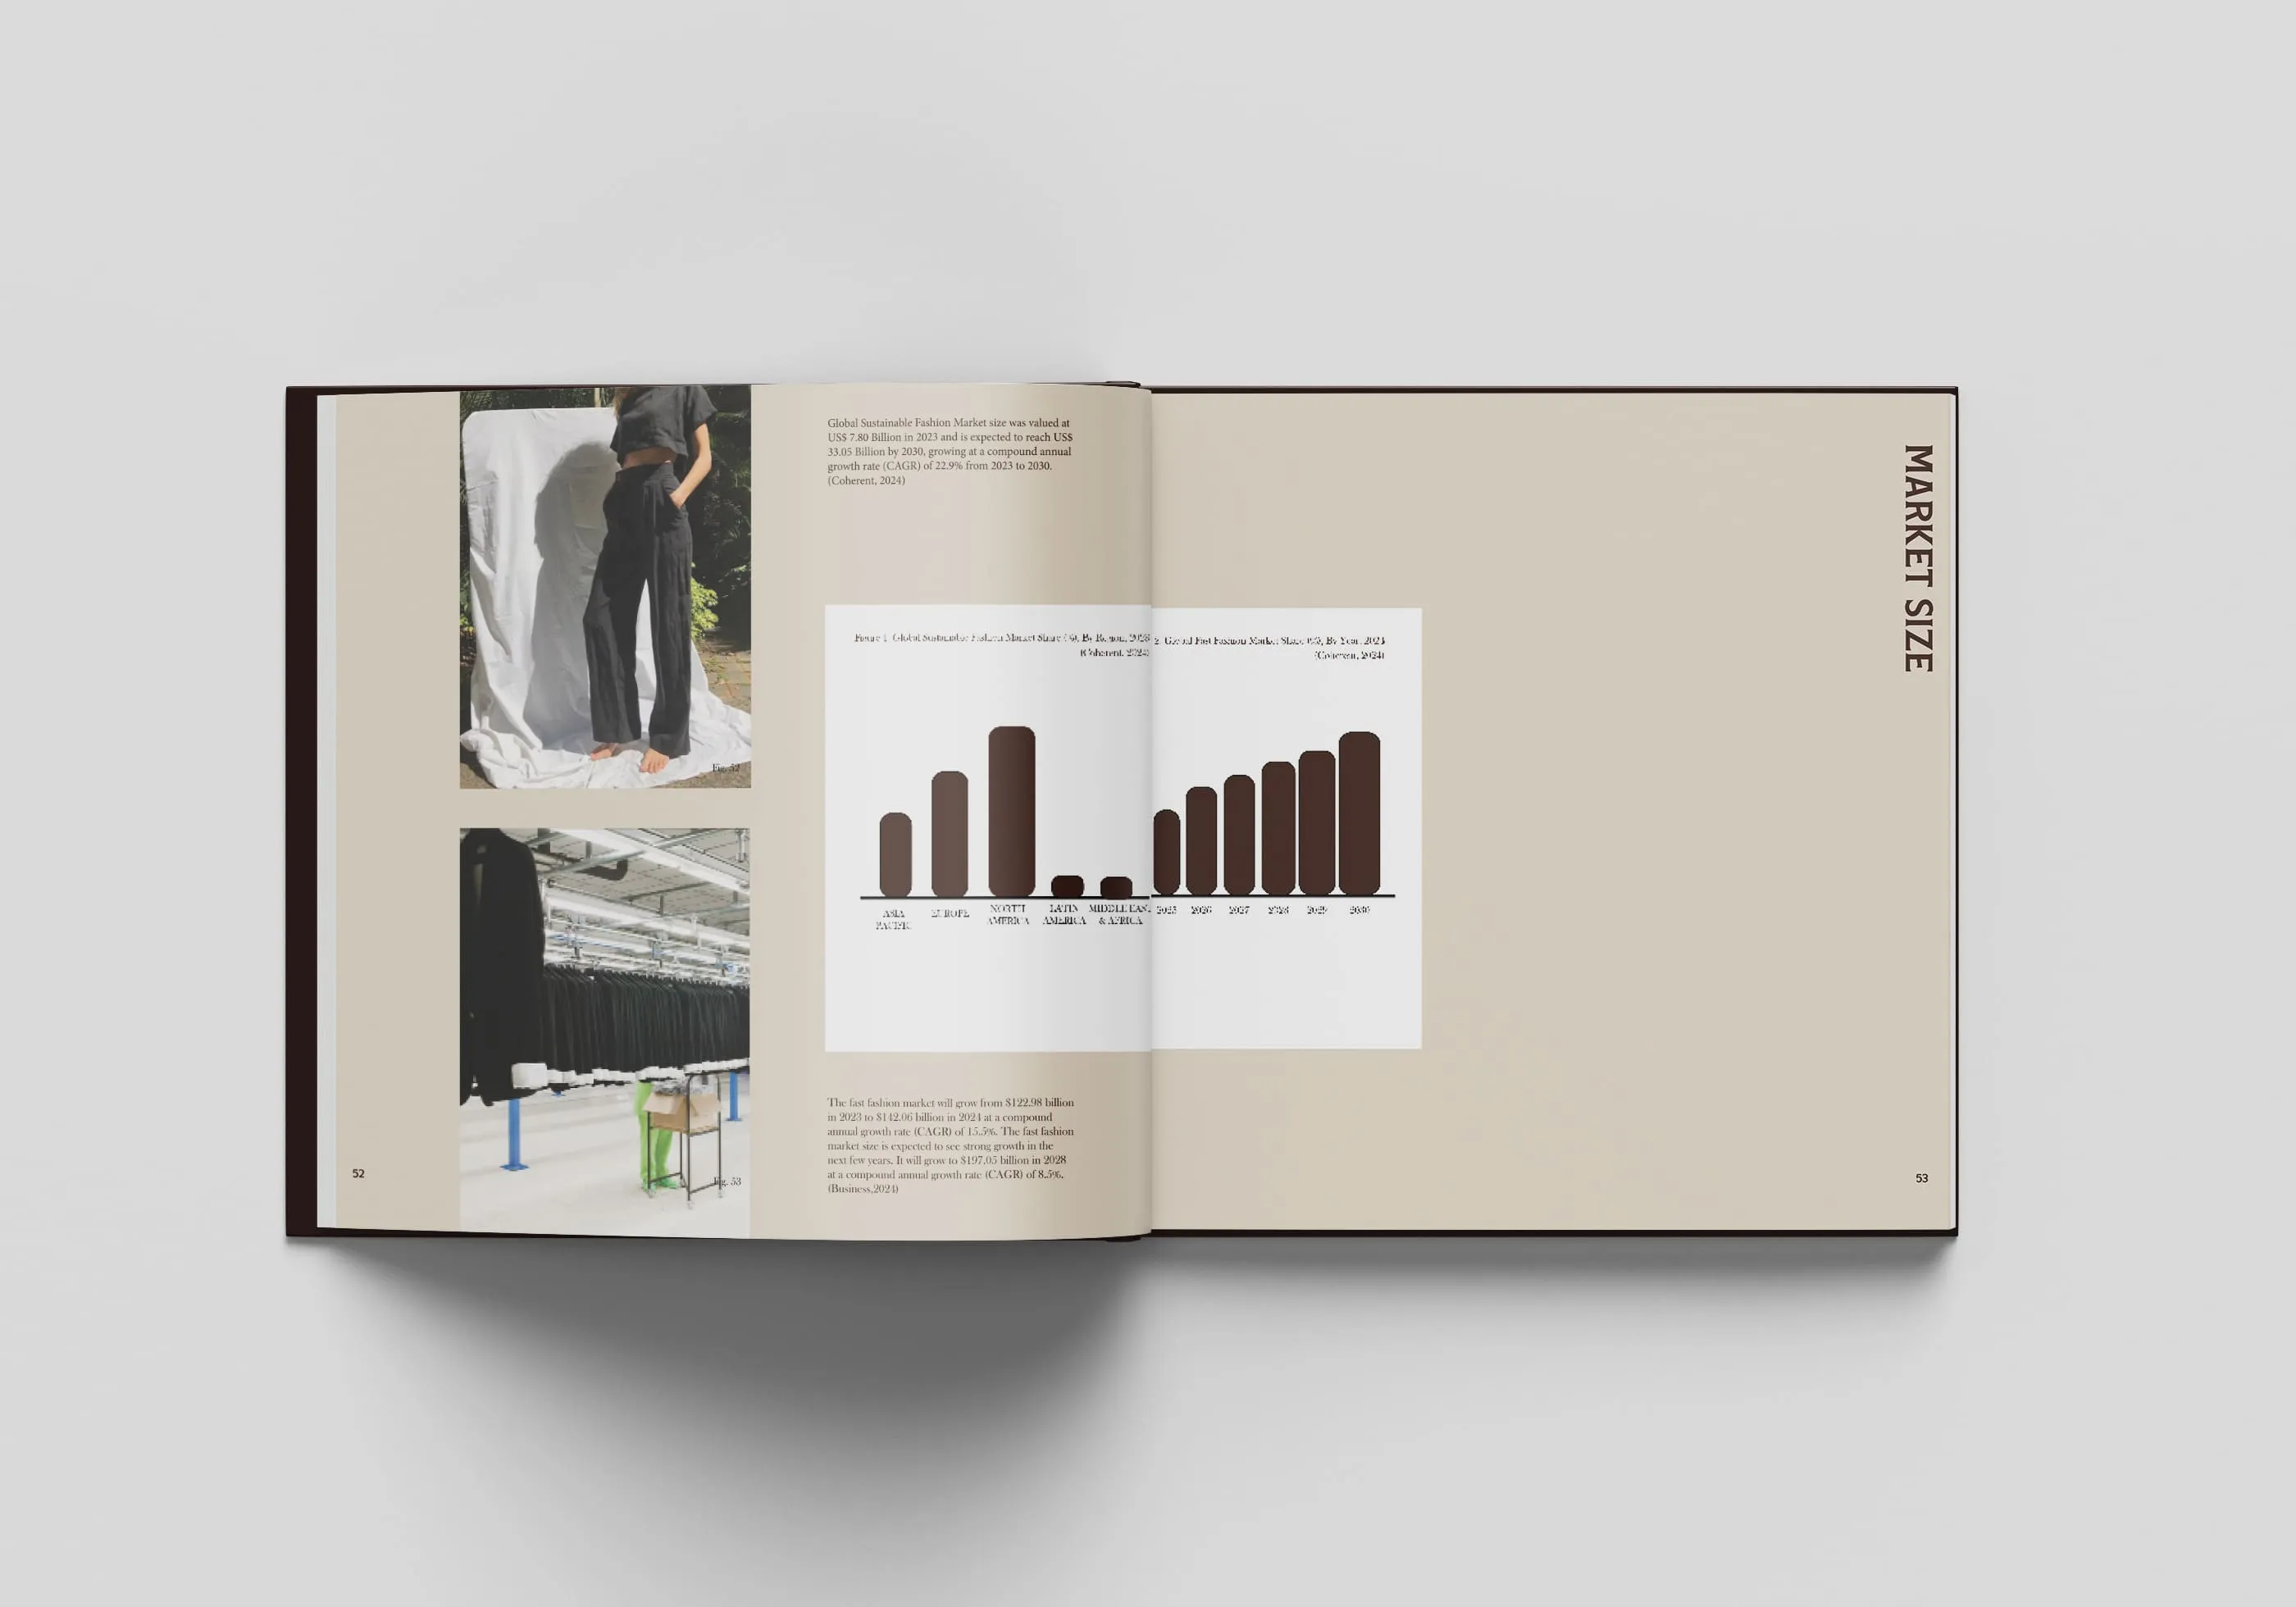 Global Sustainable Fashion Market size was valued at
US$ 7.80 Billion in 2023 and is expected to reach US$
33.05 Billion by 2030, growing at a compound annual
growth rate (CAGR) of 22.9% from 2023 to 2030.
(Coherent, 2024)
Fig. 52
Figure 1. Global Sustainable Fashion Market Share (%), By Region, 2023
(Coherent, 2024)
2. Global Fast Fashion Market Share (%), By Year, 2023
(Coherent, 2024)
ASIA
PACIFIC
EUROPE
NORTH
AMERICA
LATIN
AMERICA
MIDDLE EAS
& AFRICA
2025
2026
2027
2028
2029
2030
The fast fashion market will grow from $122.98 billion
in 2023 to $142.06 billion in 2024 at a compound
annual growth rate (CAGR) of 15.5%. The fast fashion
market size is expected to see strong growth in the
next few years. It will grow to $197.05 billion in 2028
at a compound annual growth rate (CAGR) of 8.5%.
(Business,2024)
Fig. 53
52
MARKET SIZE
53